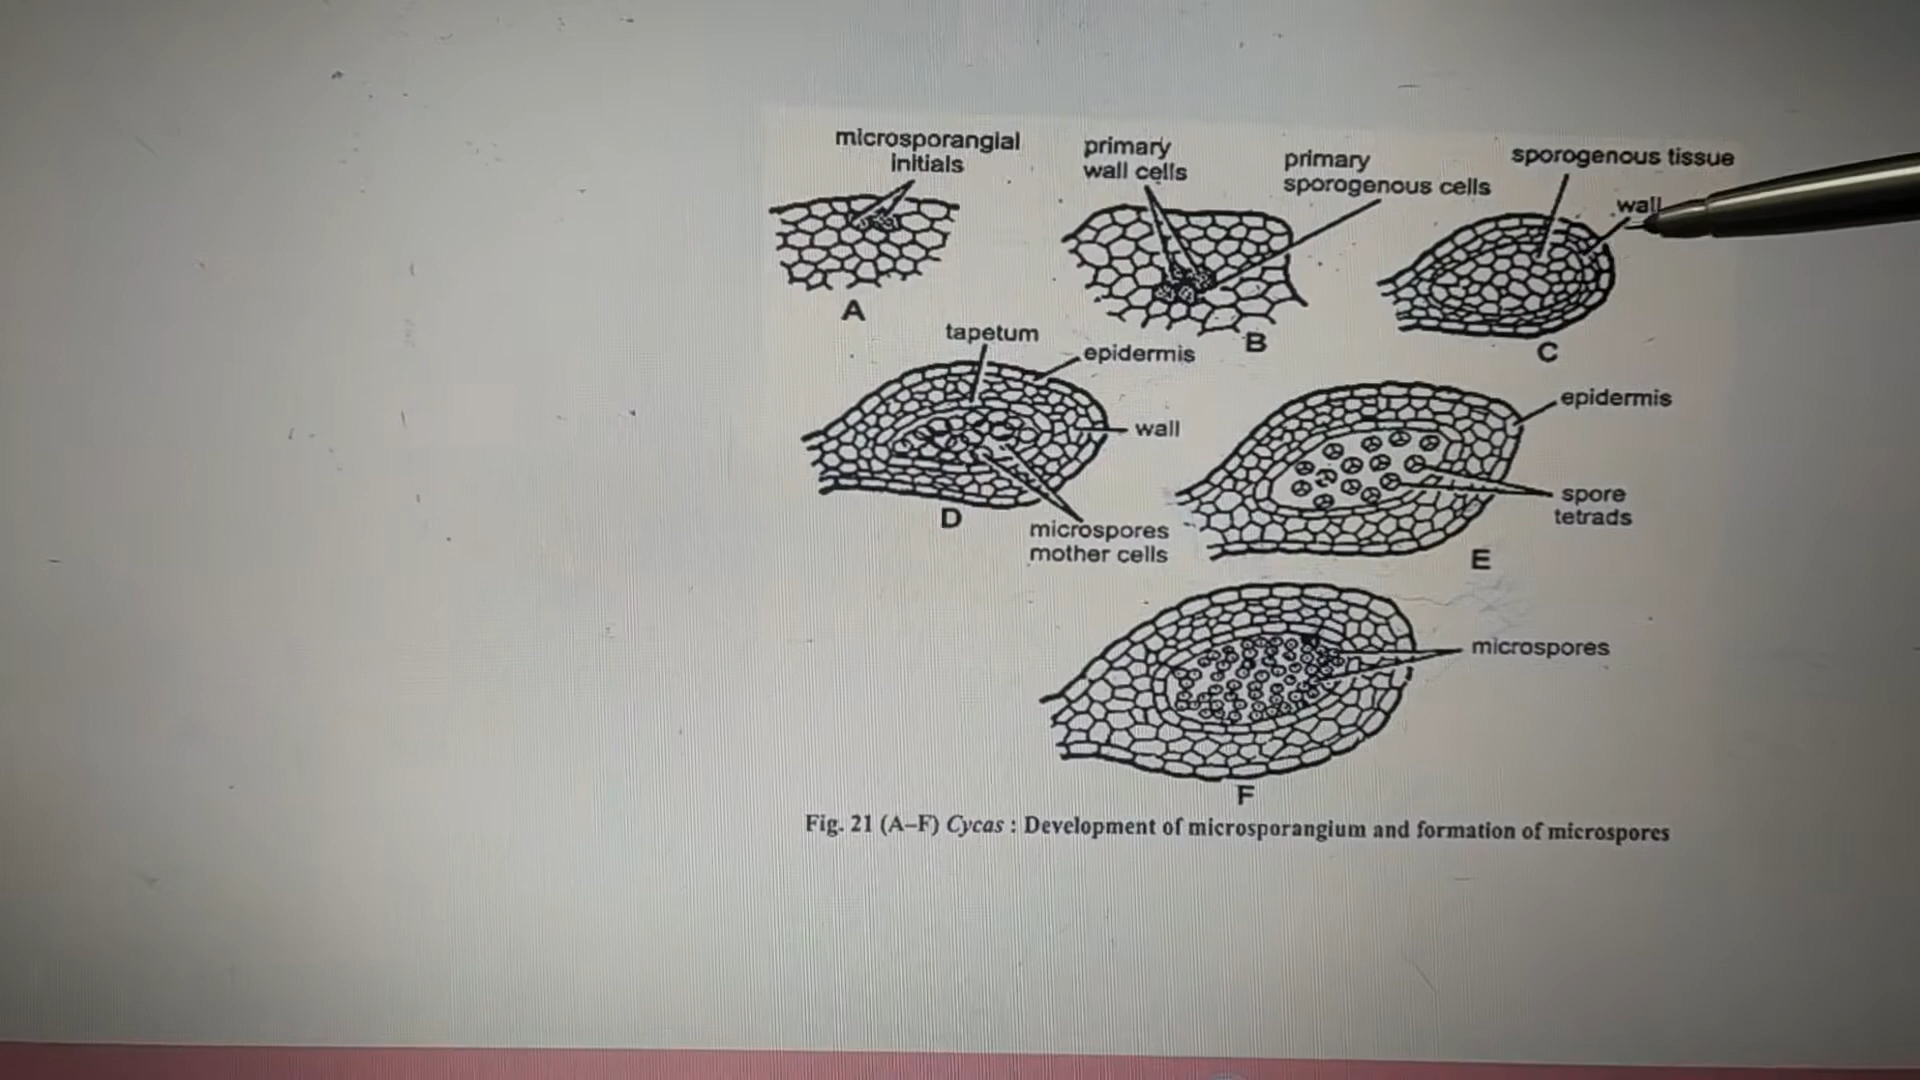 microsporangial
initials
primary
wall cells
primary
sporogenous cells
sporogenous tissue
wall
A
B
C
tapetum
epidermis
wall
microspores
mother cells
D
epidermis
spore
tetrads
E
microspores
F
Fig. 21 (A–F) Cycas : Development of microsporangium and formation of microspores